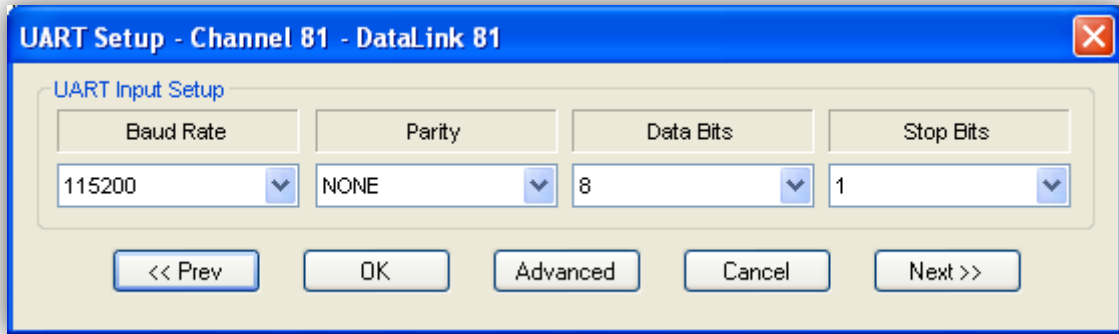 UART Setup - Channel 81 - DataLink 81
UART Input Setup
Baud Rate Parity Data Bits Stop Bits
115200 NONE 8 1
<< Prev OK Advanced Cancel Next >>